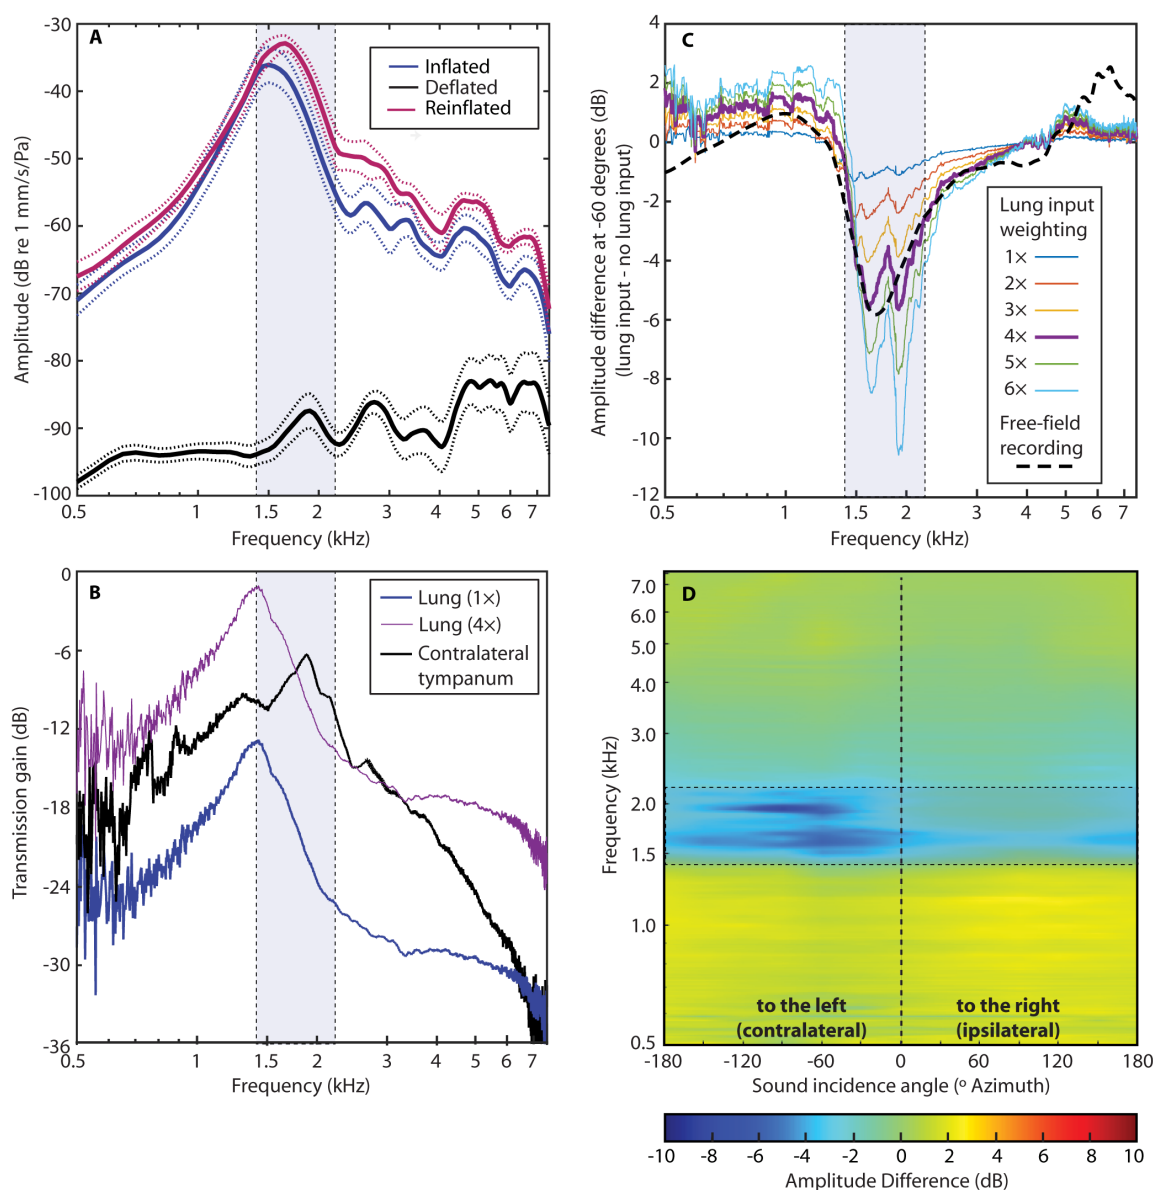 A
Amplitude (dB re 1 mm/s/Pa)
-30
-40
-50
-60
-70
-80
-90
-100
Inflated
Deflated
Reinflated
0.5
1
1.5
2
3
4
5
6
7
Frequency (kHz)
C
Amplitude difference at -60 degrees (dB)
(lung input - no lung input)
4
2
0
-2
-4
-6
-8
-10
-12
Lung input
weighting
1×
2×
3×
4×
5×
6×
Free-field
recording
0.5
1
1.5
2
3
4
5
6
7
Frequency (kHz)
B
Transmission gain (dB)
0
-6
-12
-18
-24
-30
-36
Lung (1×)
Lung (4×)
Contralateral
tympanum
0.5
1
1.5
2
3
4
5
6
7
Frequency (kHz)
D
Frequency (kHz)
7.0
6.0
5.0
4.0
3.0
2.0
1.5
1.0
0.5
to the left
(contralateral)
to the right
(ipsilateral)
-180
-120
-60
0
60
120
180
Sound incidence angle (º Azimuth)
-10
-8
-6
-4
-2
0
2
4
6
8
10
Amplitude Difference (dB)